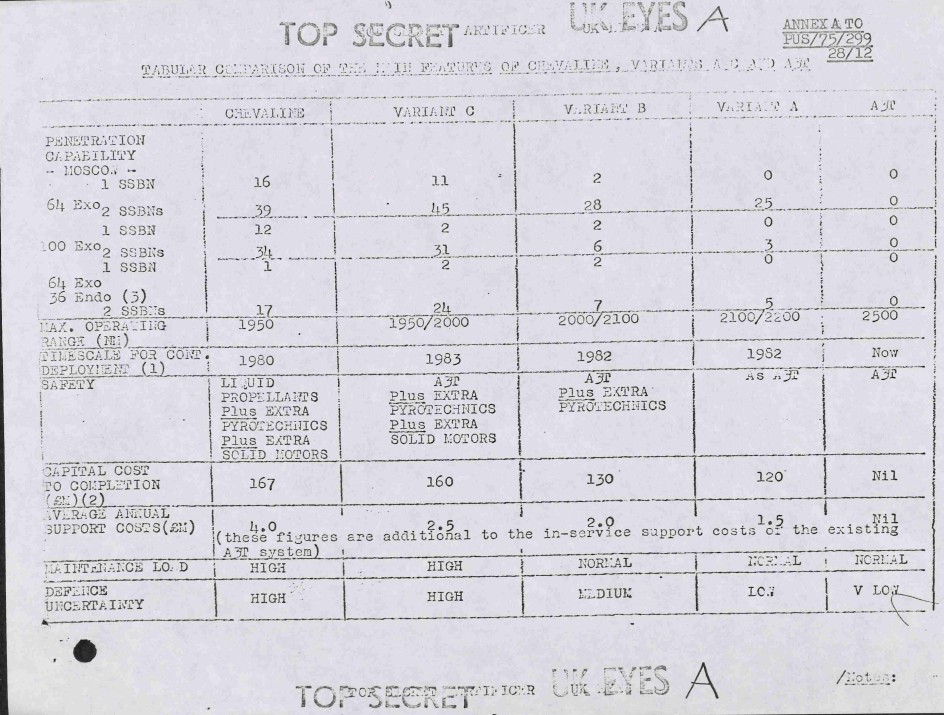 TOP SECRET ARTIFICER UK EYES A
ANNEX A TO
PUS/75/299
28/12
TABULAR COMPARISON OF THE MAIN FEATURES OF CHEVALINE, VARIANTS A-C AND A3T
CHEVALINE VARIANT C VARIANT B VARIANT A A3T
PENETRATION
CAPABILITY
- MOSCOW -
1 SSBN 16 11 2 0 0
64 Exo 2 SSBNs 39 45 28 25 0
1 SSBN 12 2 2 0 0
100 Exo 2 SSBNs 34 31 6 3 0
1 SSBN 1 2 2 0 0
64 Exo
36 Endo (3)
2 SSBNs 17 24 7 5 0
MAX. OPERATING 1950 1950/2000 2000/2100 2100/2200 2500
RANGE (NM)
TIMESCALE FOR CONT. 1980 1983 1982 1982 Now
DEPLOYMENT (1)
SAFETY LIQUID A3T A3T As A3T A3T
PROPELLANTS Plus EXTRA Plus EXTRA
Plus EXTRA PYROTECHNICS PYROTECHNICS
PYROTECHNICS Plus EXTRA
Plus EXTRA SOLID MOTORS
SOLID MOTORS
CAPITAL COST
TO COMPLETION 167 160 130 120 Nil
(£M)(2)
AVERAGE ANNUAL
SUPPORT COSTS(£M) 4.0 2.5 2.0 1.5 Nil
(these figures are additional to the in-service support costs of the existing
A3T system)
MAINTENANCE LOAD HIGH HIGH NORMAL NORMAL NORMAL
DEFENCE
UNCERTAINTY HIGH HIGH MEDIUM LOW V LOW
/Notes:
TOP SECRET ARTIFICER UK EYES A